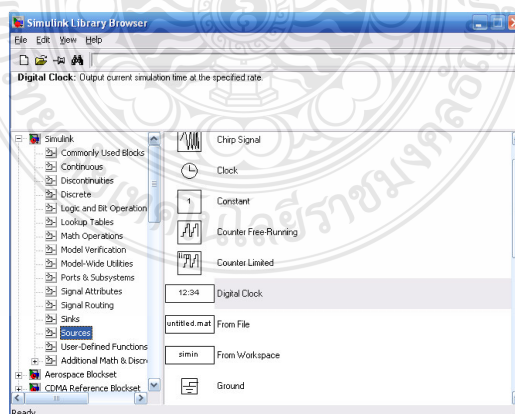 Simulink Library Browser
File Edit View Help
Digital Clock: Output current simulation time at the specified rate
Simulink
Commonly Used Blocks
Continuous
Discontinuities
Discrete
Logic and Bit Operation
Lookup Tables
Math Operations
Model Verification
Model-Wide Utilities
Ports & Subsystems
Signal Attributes
Signal Routing
Sinks
Sources
User-Defined Functions
Additional Math & Discre
Aerospace Blockset
CDMA Reference Blockset
Chirp Signal
Clock
1 Constant
Counter Free-Running
lim Counter Limited
12:34 Digital Clock
untitled.mat From File
simin From Workspace
Ground
Ready